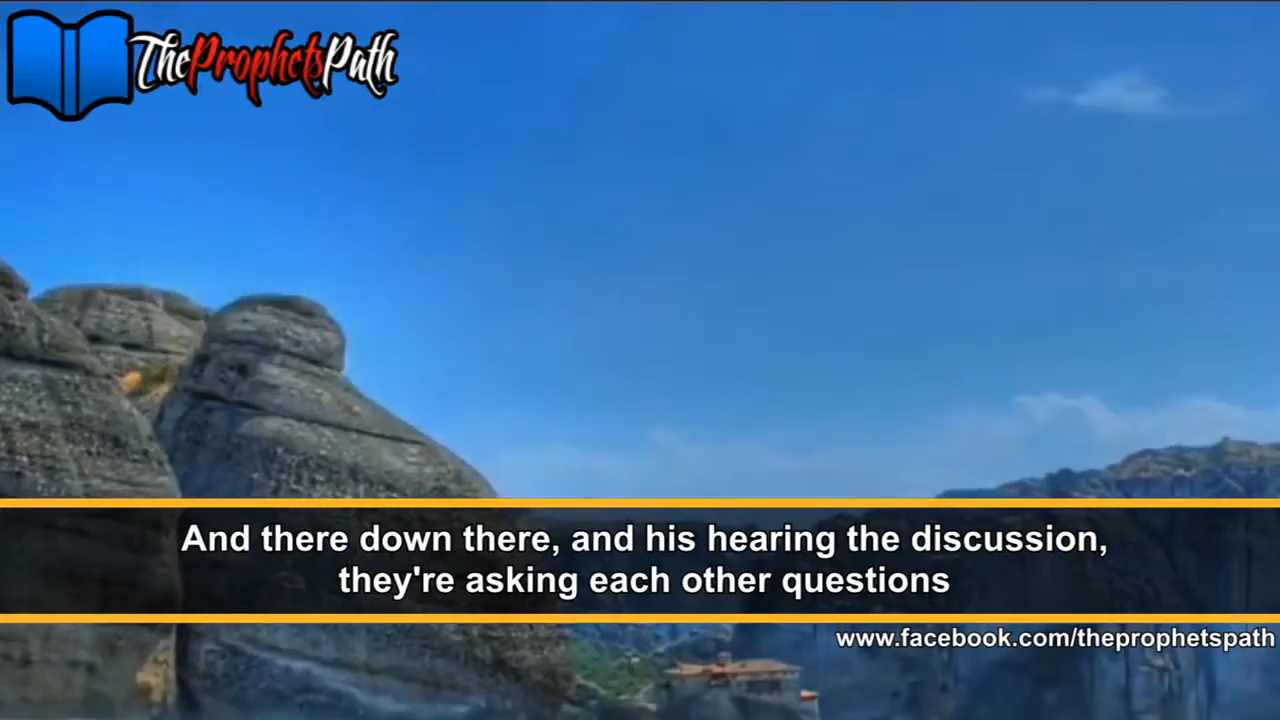 TheProphetsPath
And there down there, and his hearing the discussion,
they're asking each other questions
www.facebook.com/theprophetspath